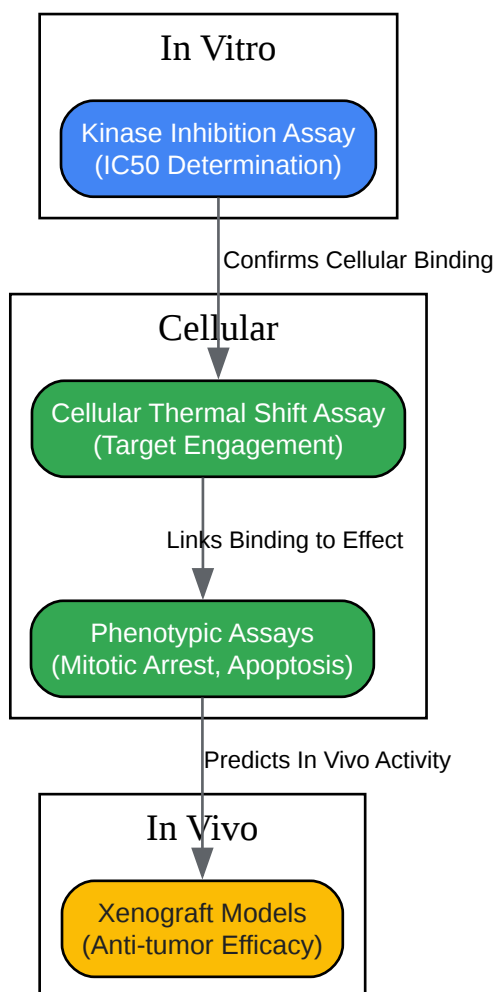 In Vitro
Kinase Inhibition Assay
(IC50 Determination)
Confirms Cellular Binding
Cellular
Cellular Thermal Shift Assay
(Target Engagement)
Links Binding to Effect
Phenotypic Assays
(Mitotic Arrest, Apoptosis)
Predicts In Vivo Activity
In Vivo
Xenograft Models
(Anti-tumor Efficacy)